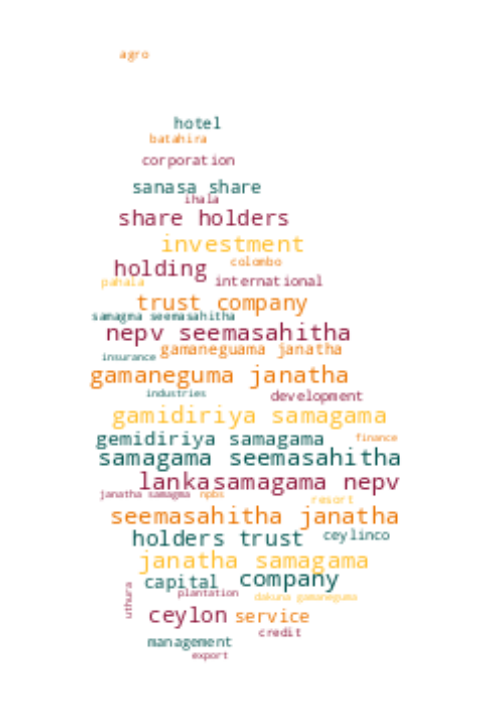 agro
hotel
batahira
corporation
sanasa share
ihala
share holders
investment
colombo
holding
international
pahala
trust company
samagma seemasahitha
nepv seemasahitha
gamaneguama janatha
insurance
gamaneguma janatha
industries
development
gamidiriya samagama
gemidiriya samagama
finance
samagama seemasahitha
lankasamagama nepv
janatha samagma
npbs
resort
seemasahitha janatha
holders trust
ceylinco
janatha samagama
capital
company
uthura
plantation
dakuna gamaneguma
ceylon
service
credit
management
export